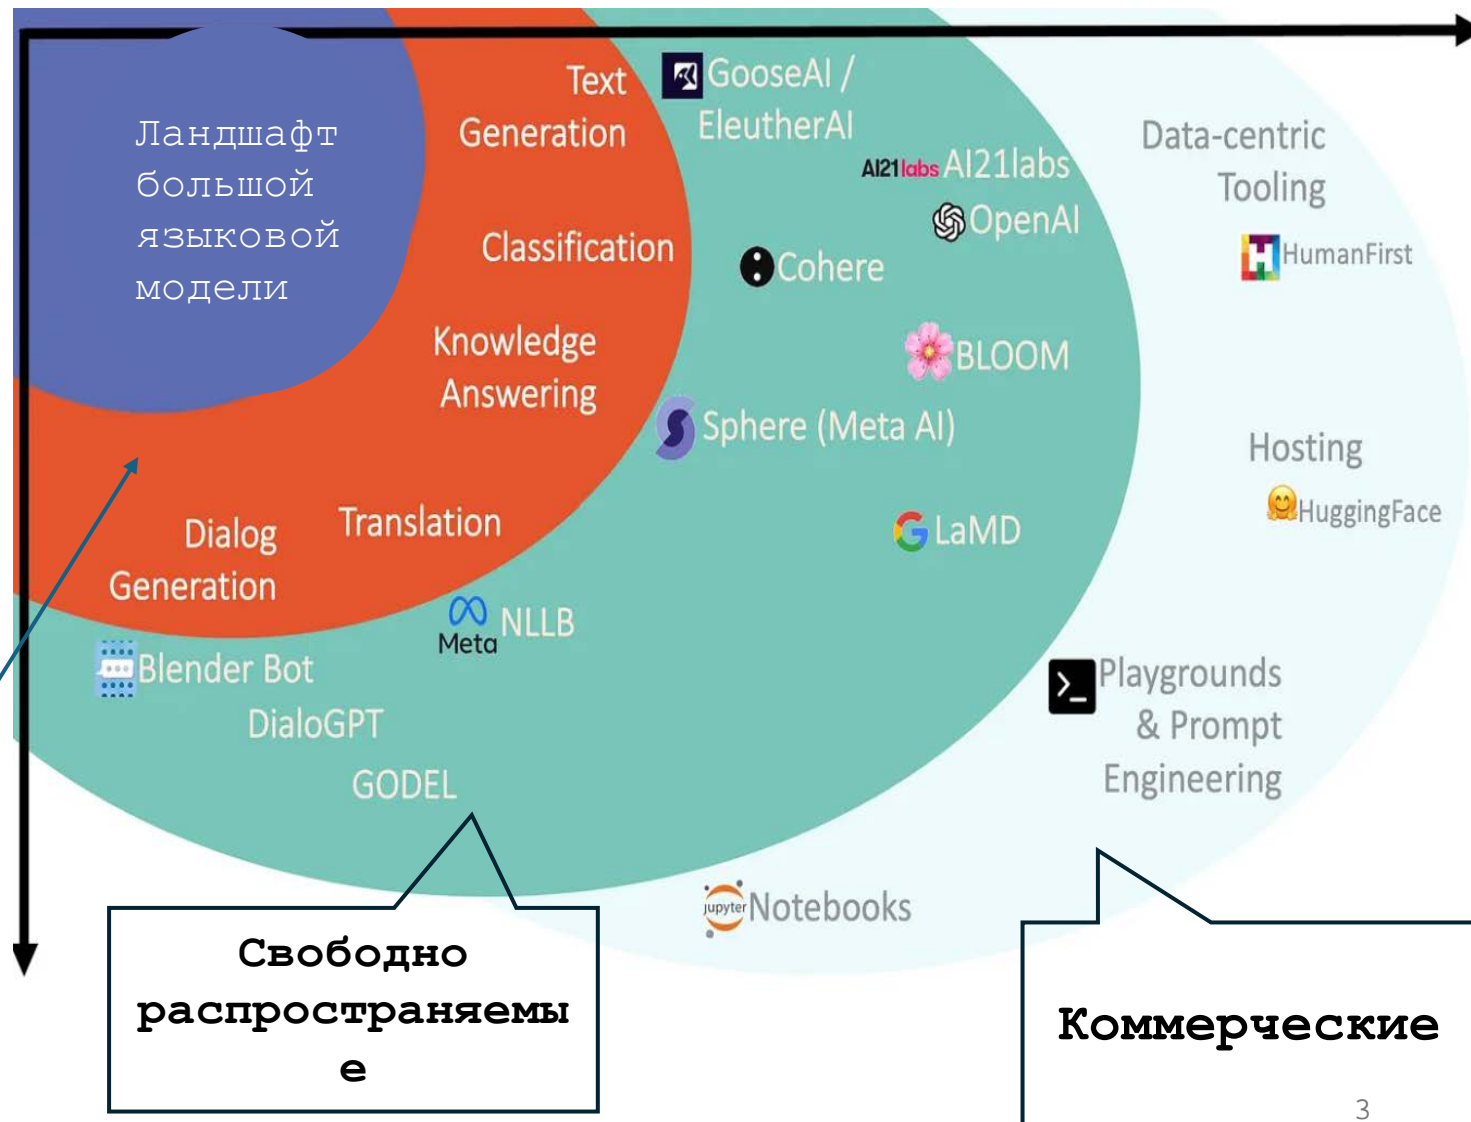 Ландшафт
большой
языковой
модели
Text
Generation
Classification
Knowledge
Answering
Translation
Dialog
Generation
GooseAI /
EleutherAI
AI21labs AI21labs
OpenAI
Cohere
BLOOM
Sphere (Meta AI)
LaMD
Meta NLLB
Blender Bot
DialoGPT
GODEL
Data-centric
Tooling
HumanFirst
Hosting
HuggingFace
Playgrounds
& Prompt
Engineering
jupyter Notebooks
Свободно
распространяемы
е
Коммерческие
3